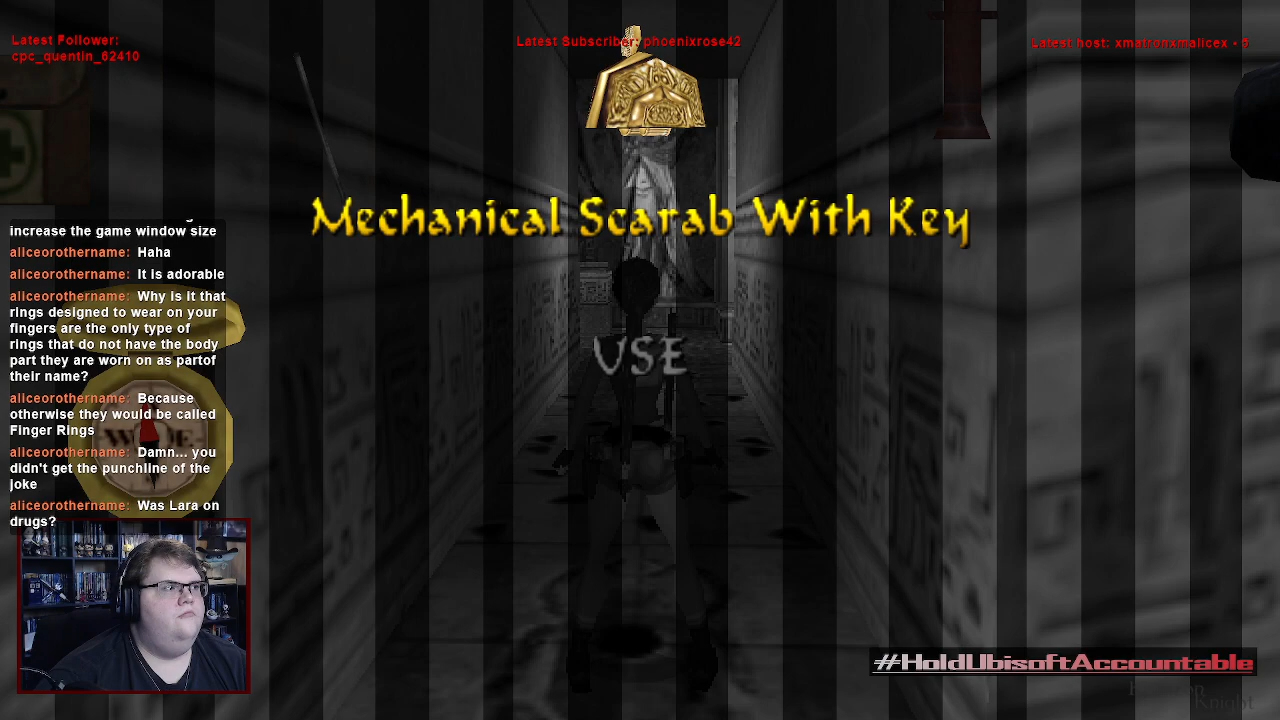 Latest Follower:
cpc_quentin_62410
Latest Subscriber: phoenixrose42
Latest host: xmatronxmalicex - 5
Mechanical Scarab With Key
USE
increase the game window size
aliceorothername: Haha
aliceorothername: It is adorable
aliceorothername: Why is it that
rings designed to wear on your
fingers are the only type of
rings that do not have the body
part they are worn on as partof
their name?
aliceorothername: Because
otherwise they would be called
Finger Rings
aliceorothername: Damn... you
didn't get the punchline of the
joke
aliceorothername: Was Lara on
drugs?
#HoldUbisoftAccountable
Knight